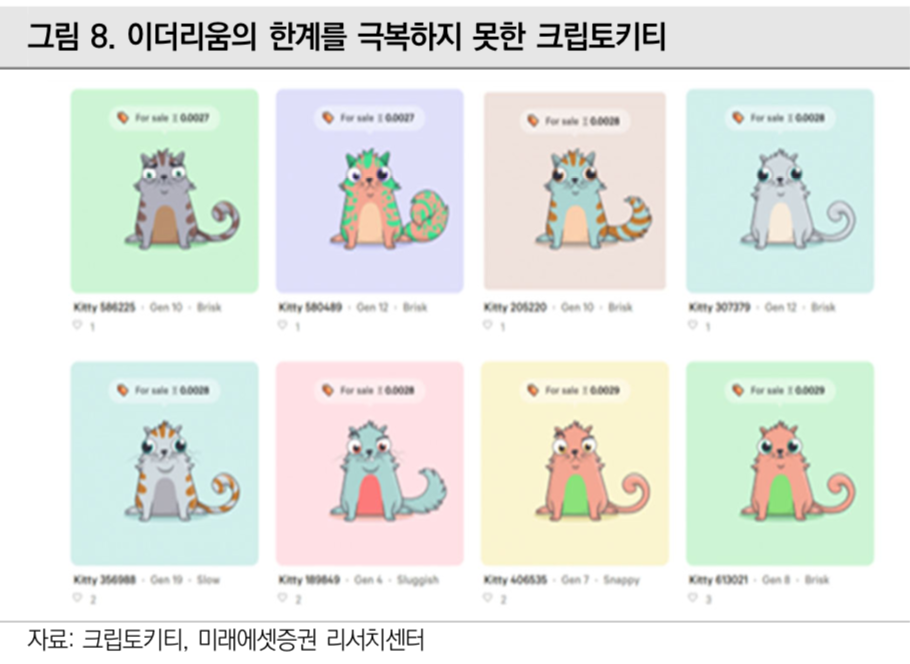 그림 8. 이더리움의 한계를 극복하지 못한 크립토키티
For sale Ξ 0.0027
For sale Ξ 0.0027
For sale Ξ 0.0028
For sale Ξ 0.0028
Kitty 586225 · Gen 10 · Brisk
Kitty 580489 · Gen 12 · Brisk
Kitty 205220 · Gen 10 · Brisk
Kitty 307379 · Gen 12 · Brisk
♡ 1
♡ 1
♡ 1
♡ 1
For sale Ξ 0.0028
For sale Ξ 0.0028
For sale Ξ 0.0029
For sale Ξ 0.0029
Kitty 356988 · Gen 19 · Slow
Kitty 189849 · Gen 4 · Sluggish
Kitty 406535 · Gen 7 · Snappy
Kitty 613021 · Gen 8 · Brisk
♡ 2
♡ 2
♡ 2
♡ 3
자료: 크립토키티, 미래에셋증권 리서치센터